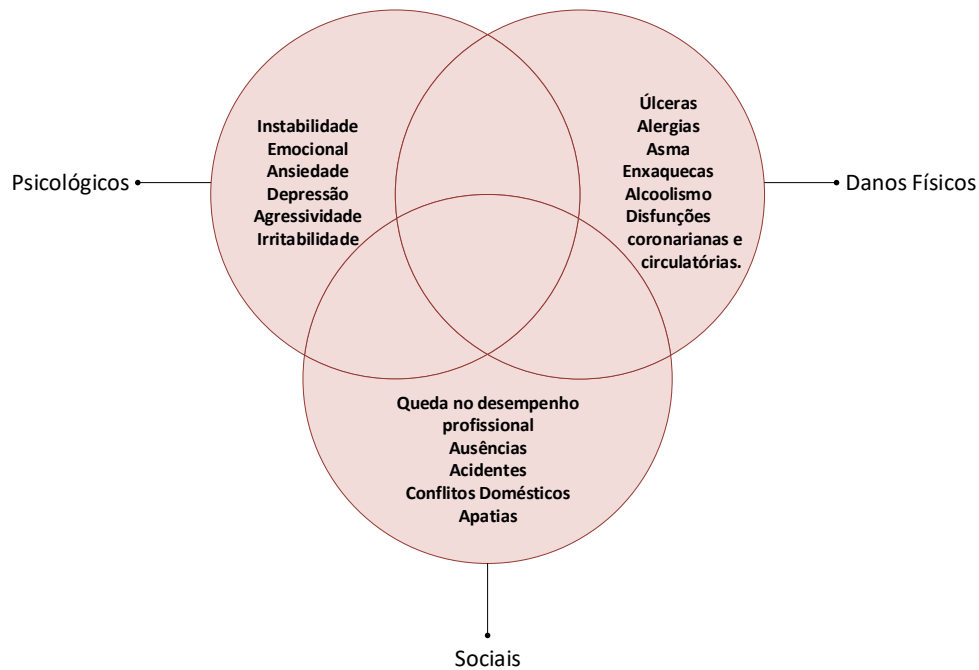 Psicológicos
Instabilidade
Emocional
Ansiedade
Depressão
Agressividade
Irritabilidade
Úlceras
Alergias
Asma
Enxaquecas
Alcoolismo
Disfunções
coronarianas e
circulatórias.
Danos Físicos
Queda no desempenho
profissional
Ausências
Acidentes
Conflitos Domésticos
Apatias
Sociais